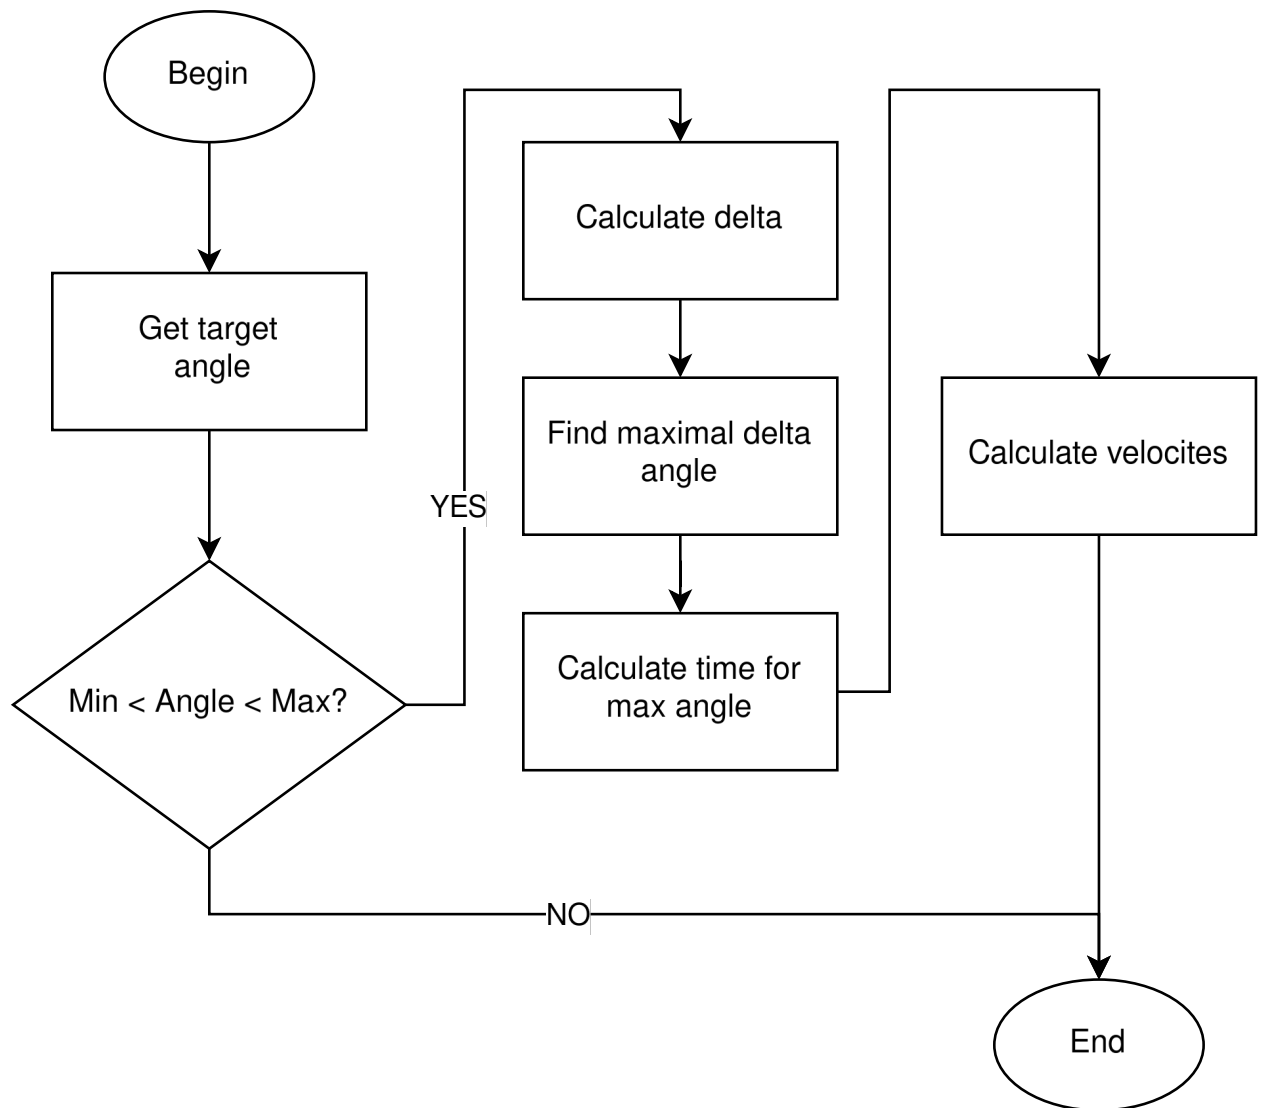 Begin
Get target
angle
Min < Angle < Max?
YES
Calculate delta
Find maximal delta
angle
Calculate time for
max angle
Calculate velocites
NO
End